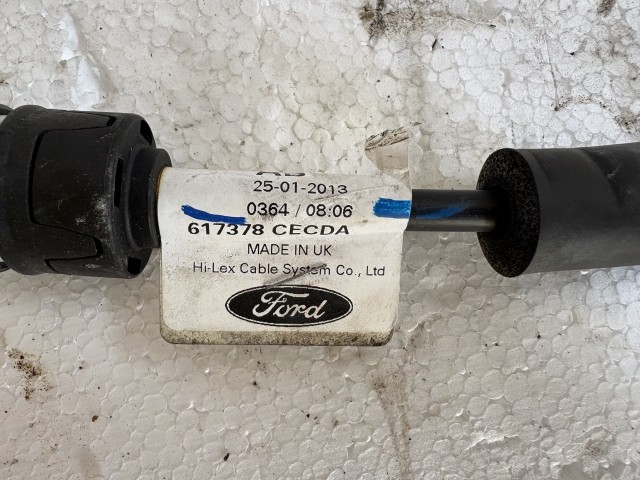 25-01-2013
0364 / 08:06
617378 CECDA
MADE IN UK
Hi-Lex Cable System Co., Ltd
Ford